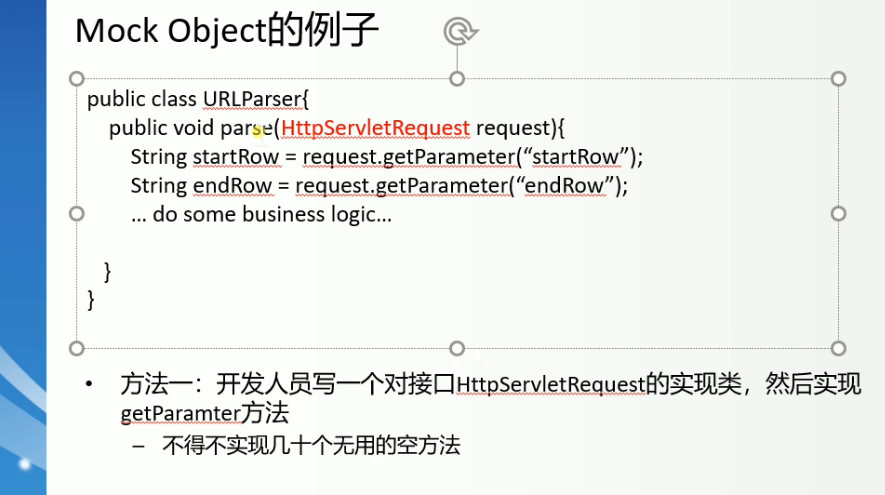 Mock Object的例子
public class URLParser{
public void parse(HttpServletRequest request){
String startRow = request.getParameter(“startRow”);
String endRow = request.getParameter(“endRow”);
... do some business logic...
}
}
• 方法一：开发人员写一个对接口HttpServletRequest的实现类，然后实现
getParamter方法
– 不得不实现几十个无用的空方法